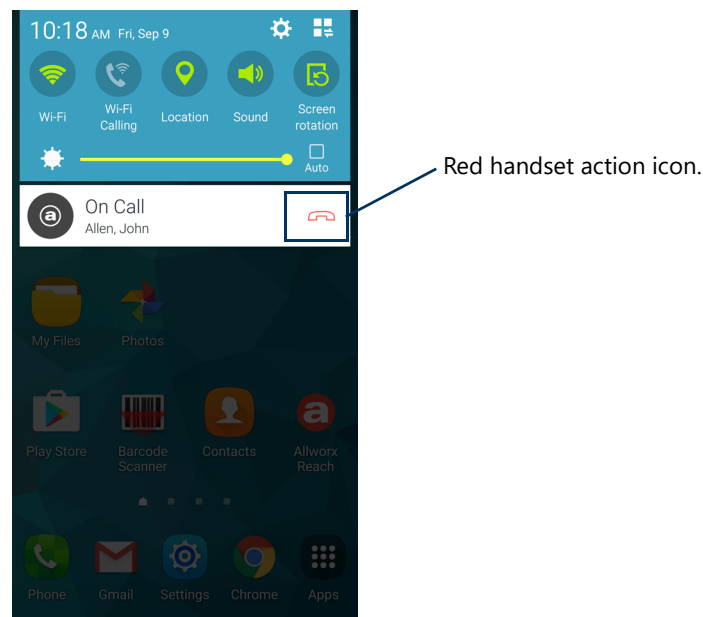 10:18 AM Fri, Sep 9
Wi-Fi
Wi-Fi
Calling
Location
Sound
Screen
rotation
Auto
Red handset action icon.
a
On Call
Allen, John
My Files
Photos
Play Store
Barcode
Scanner
Contacts
a
Allworx
Reach
Phone
Gmail
Settings
Chrome
Apps